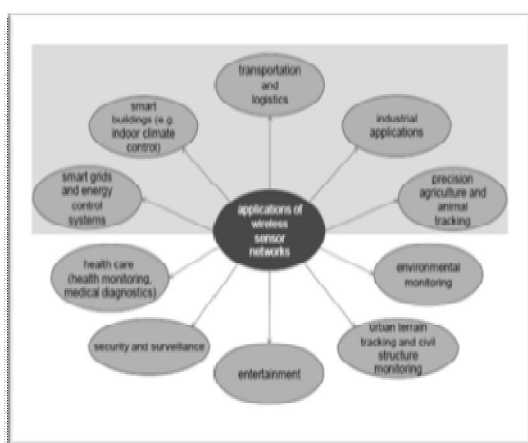 transportation
and
logistics
smart
buildings (e.g.
indoor climate
control)
industrial
applications
smart grids
and energy
control
systems
precision
agriculture and
animal
tracking
applications of
wireless
sensor
networks
health care
(health monitoring,
medical diagnostics)
environmental
monitoring
security and surveillance
urban terrain
tracking and civil
structure
monitoring
entertainment